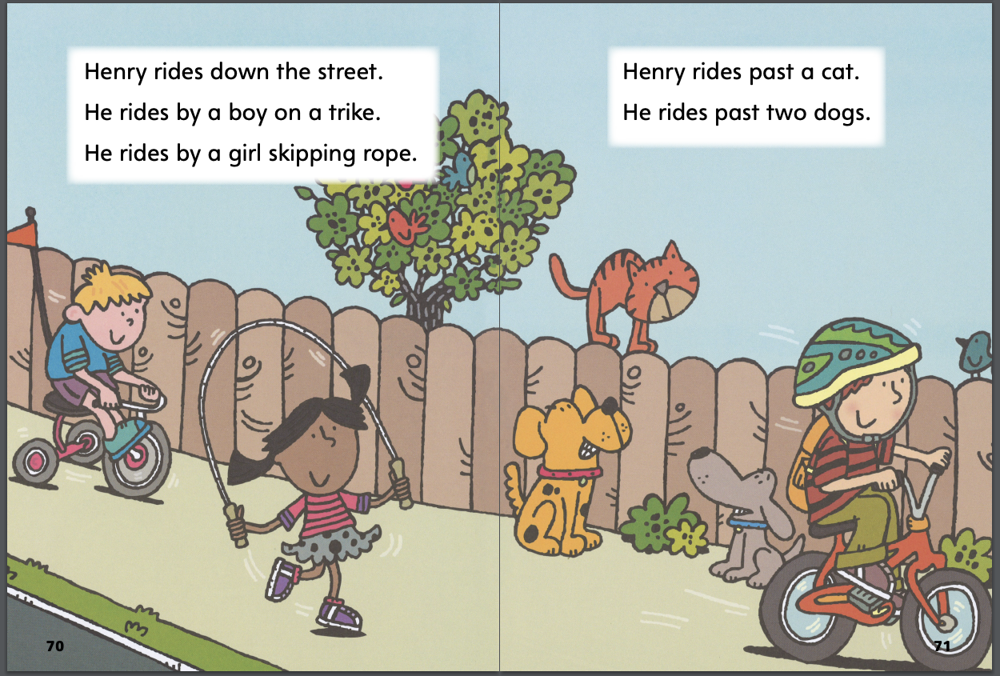 Henry rides down the street.
He rides by a boy on a trike.
He rides by a girl skipping rope.
70
Henry rides past a cat.
He rides past two dogs.
71